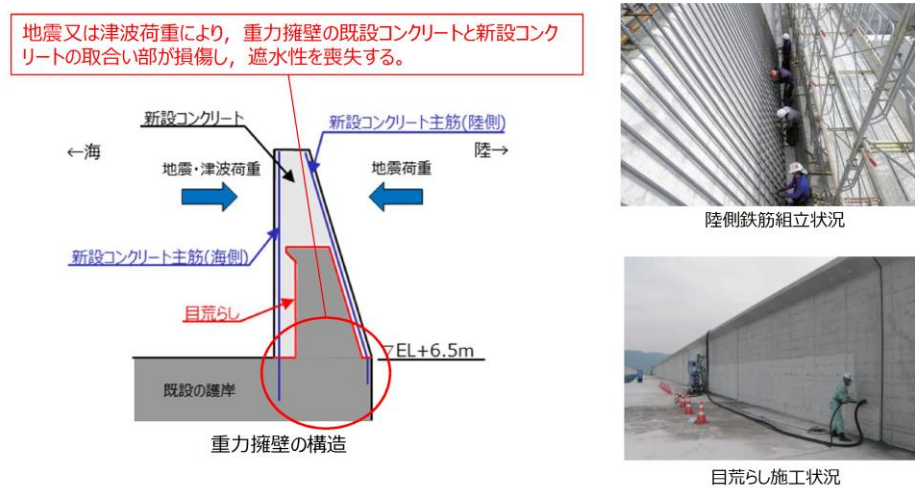 地震又は津波荷重により，重力擁壁の既設コンクリートと新設コンク
リートの取合い部が損傷し，遮水性を喪失する。
新設コンクリート
新設コンクリート主筋(陸側)
←海
陸→
地震・津波荷重
地震荷重
新設コンクリート主筋(海側)
目荒らし
▽EL+6.5m
既設の護岸
重力擁壁の構造
陸側鉄筋組立状況
目荒らし施工状況